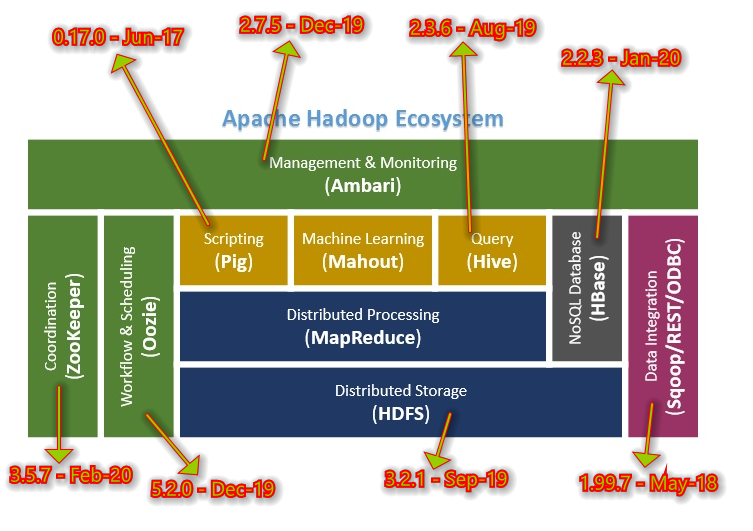 0.17.0 - Jun-17
2.7.5 - Dec-19
2.3.6 - Aug-19
2.2.3 - Jan-20
Apache Hadoop Ecosystem
Management & Monitoring
(Ambari)
Coordination
(ZooKeeper)
Workflow & Scheduling
(Oozie)
Scripting
(Pig)
Machine Learning
(Mahout)
Query
(Hive)
NoSQL Database
(HBase)
Data Integration
(Sqoop/REST/ODBC)
Distributed Processing
(MapReduce)
Distributed Storage
(HDFS)
3.5.7 - Feb-20
5.2.0 - Dec-19
3.2.1 - Sep-19
1.99.7 - May-18